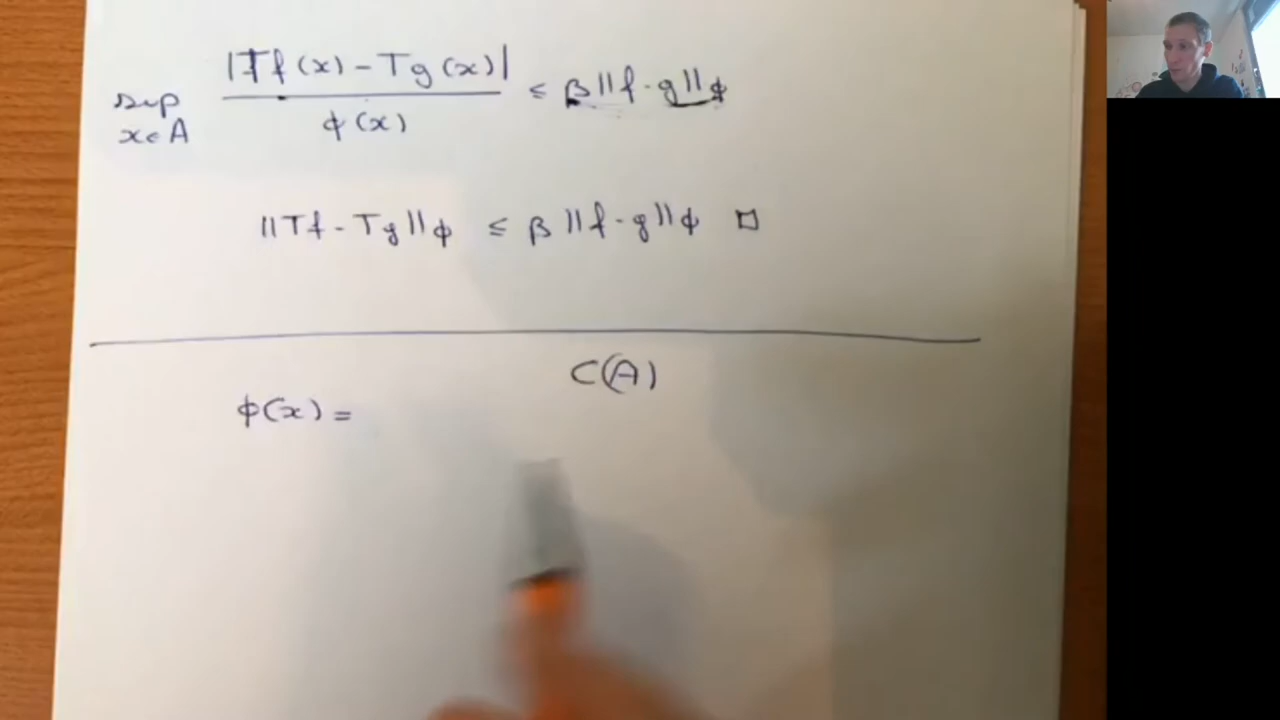 sup x∈A |Tf(x) - Tg(x)| / ϕ(x) ≤ β ||f - g||ϕ
||Tf - Tg||ϕ ≤ β ||f - g||ϕ □
C(A)
ϕ(x) =